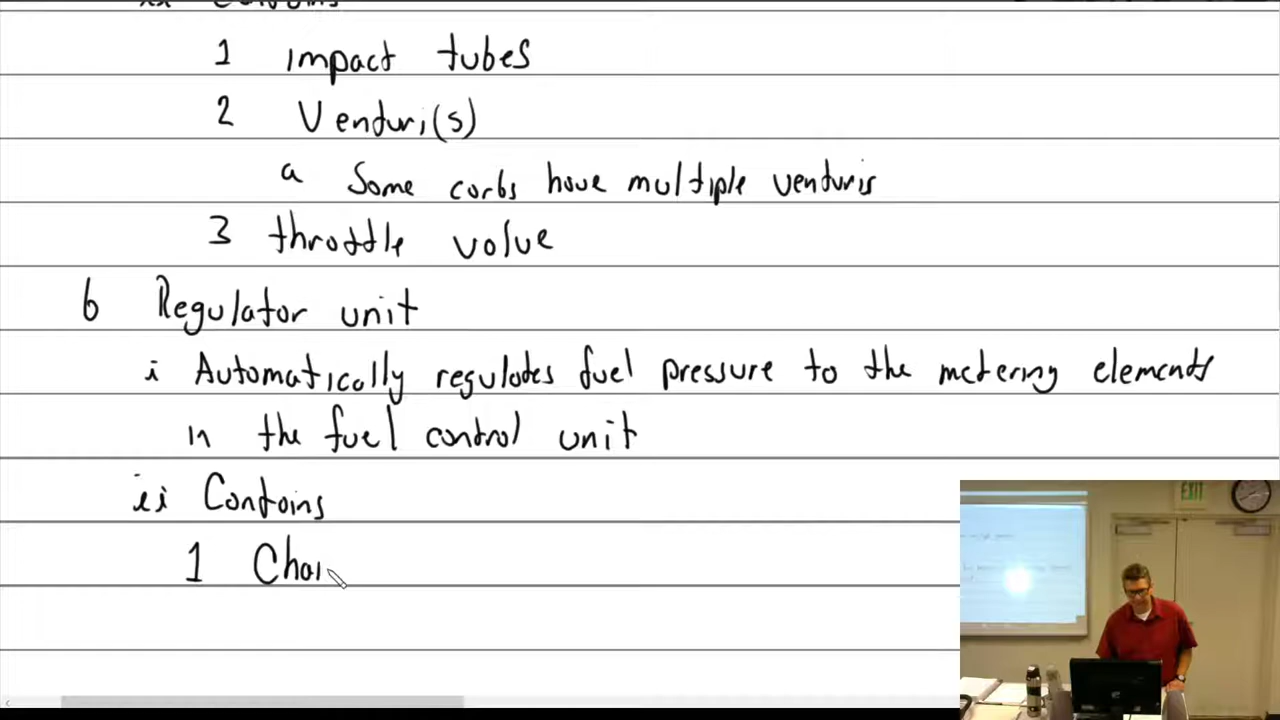 1 Impact tubes
2 Venturi(s)
a Some carbs have multiple venturis
3 throttle valve
b Regulator unit
i Automatically regulates fuel pressure to the metering elements
in the fuel control unit
ii Contains
1 Cha
EXIT